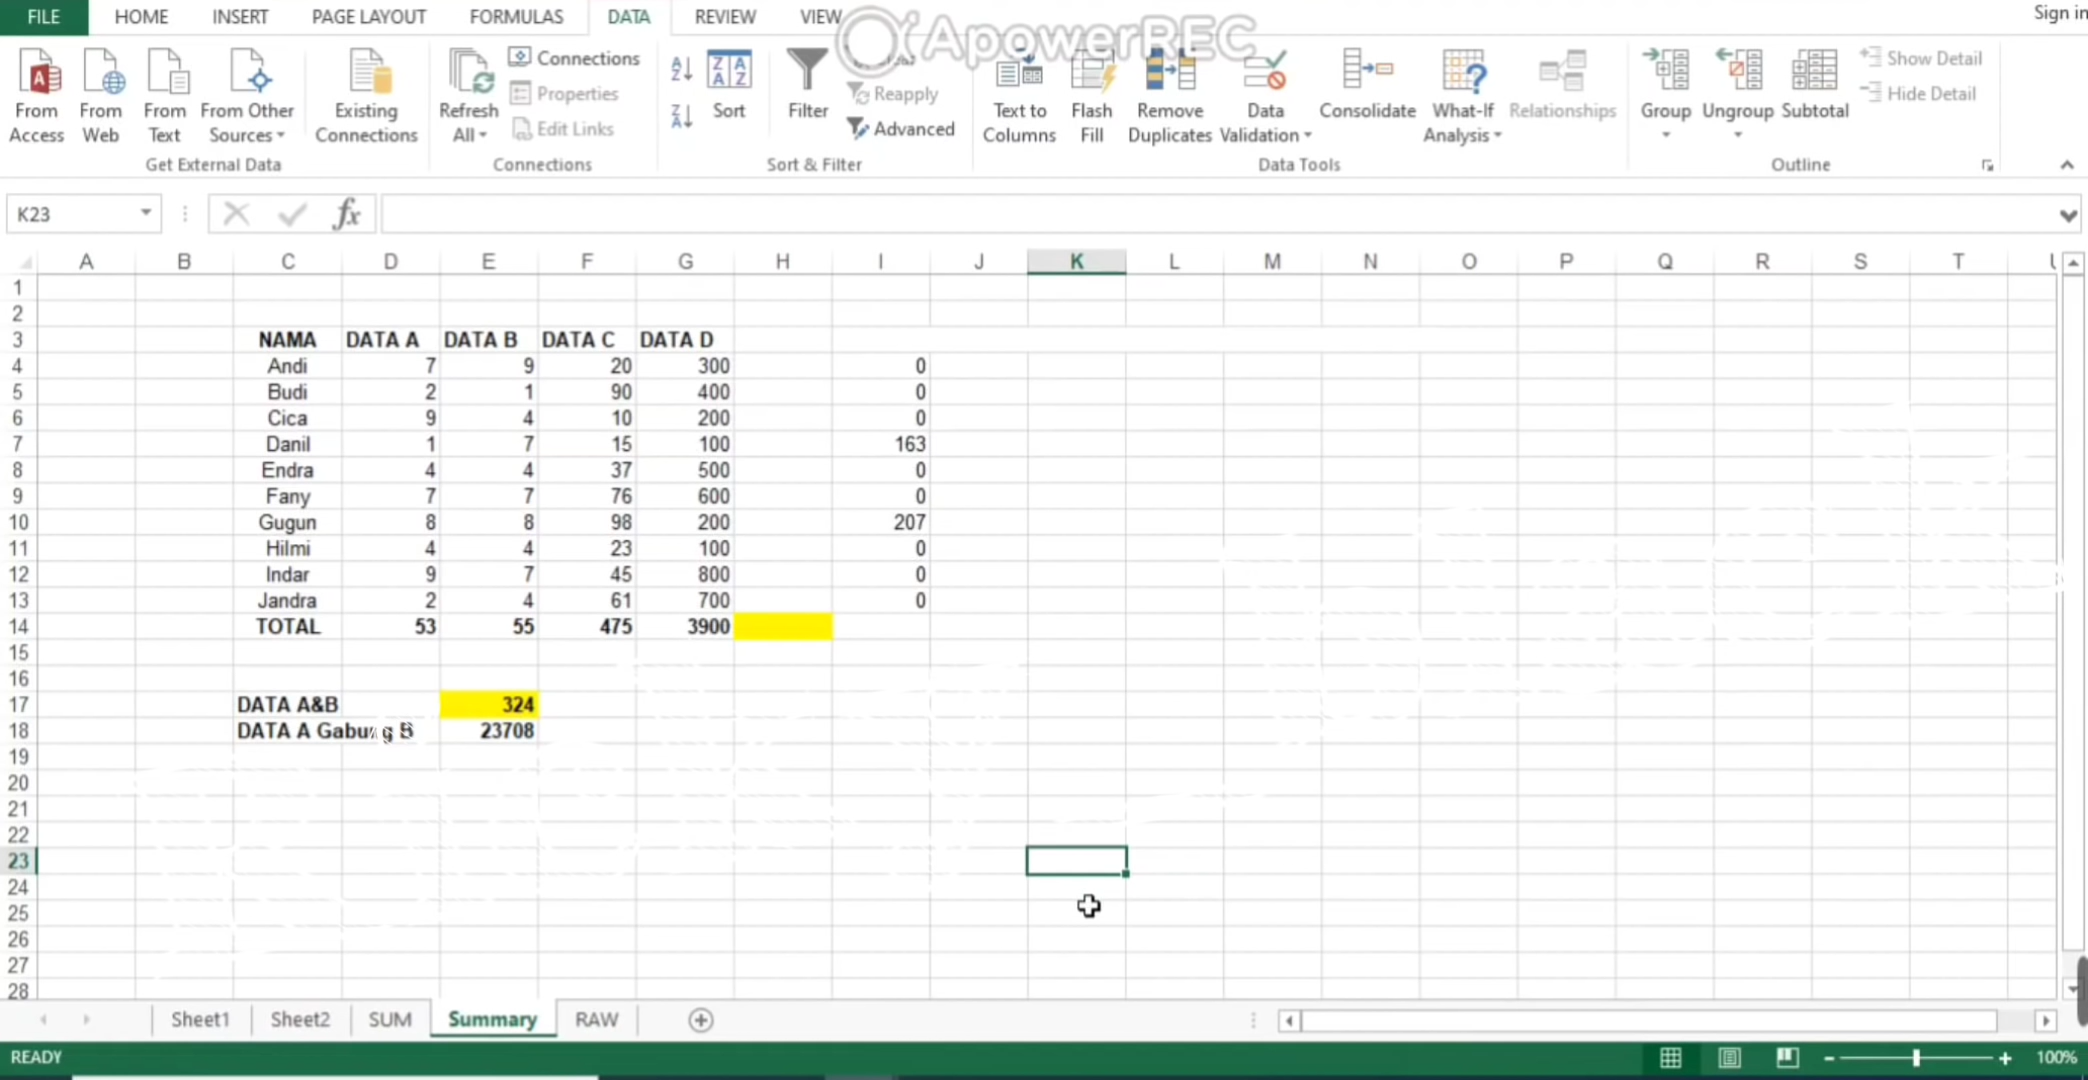 FILE HOME INSERT PAGE LAYOUT FORMULAS DATA REVIEW VIEW Sign in
ApowerREC
From Access
From Web
From Text
From Other Sources
Get External Data
Existing Connections
Refresh All
Connections
Properties
Edit Links
Connections
Sort
Filter
Reapply
Advanced
Sort & Filter
Text to Columns
Flash Fill
Remove Duplicates
Data Validation
Consolidate
What-If Analysis
Relationships
Data Tools
Group
Ungroup
Subtotal
Show Detail
Hide Detail
Outline
K23 fx
A B C D E F G H I J K L M N O P Q R S T
1
2
3 NAMA DATA A DATA B DATA C DATA D
4 Andi 7 9 20 300 0
5 Budi 2 1 90 400 0
6 Cica 9 4 10 200 0
7 Danil 1 7 15 100 163
8 Endra 4 4 37 500 0
9 Fany 7 7 76 600 0
10 Gugun 8 8 98 200 207
11 Hilmi 4 4 23 100 0
12 Indar 9 7 45 800 0
13 Jandra 2 4 61 700 0
14 TOTAL 53 55 475 3900
15
16
17 DATA A&B 324
18 DATA A Gabung B 23708
19
20
21
22
23
24
25
26
27
28
Sheet1 Sheet2 SUM Summary RAW
READY 100%